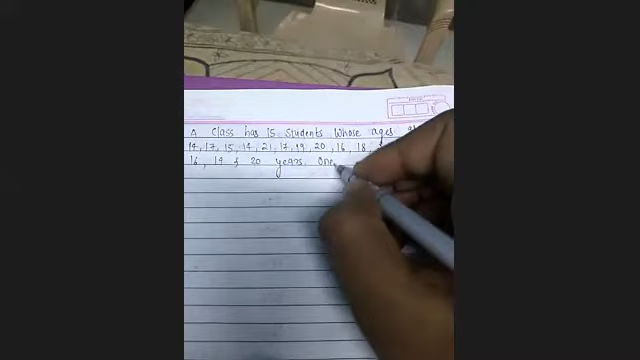 A Class has 15 Students Whose ages
14, 17, 15, 14, 21, 17, 19, 20, 16, 18,
16, 19 & 20 years. One